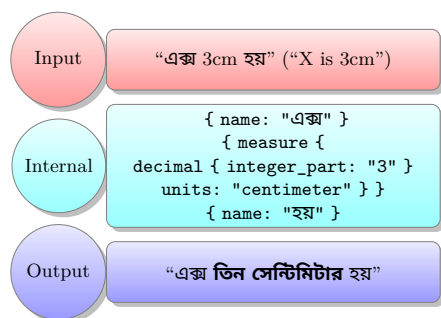 Input
“এক্স 3cm হয়” (“X is 3cm”)
Internal
{ name: "এক্স" }
{ measure {
decimal { integer_part: "3" }
units: "centimeter" } }
{ name: "হয়" }
Output
“এক্স তিন সেন্টিমিটার হয়”